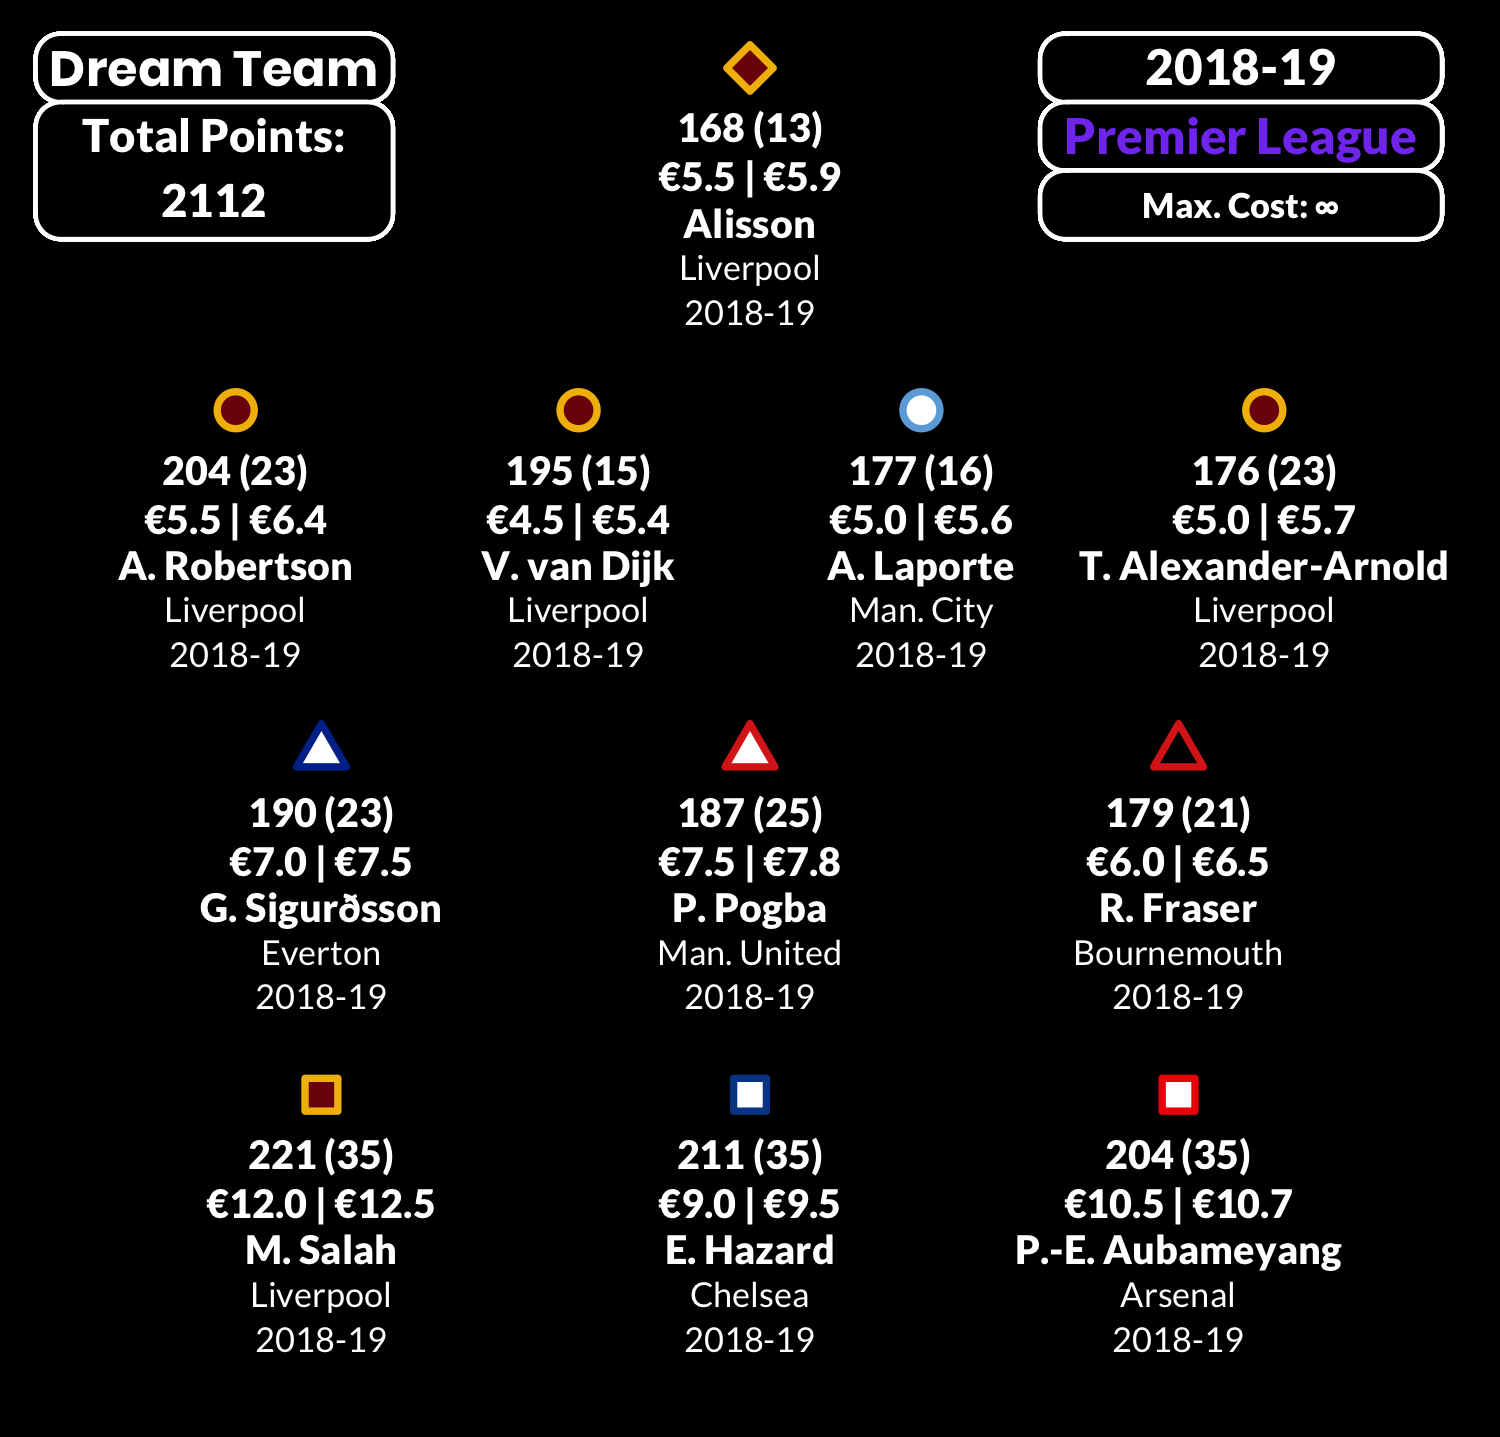 Dream Team
Total Points:
2112
2018-19
Premier League
Max. Cost: ∞
168 (13)
€5.5 | €5.9
Alisson
Liverpool
2018-19
204 (23)
€5.5 | €6.4
A. Robertson
Liverpool
2018-19
195 (15)
€4.5 | €5.4
V. van Dijk
Liverpool
2018-19
177 (16)
€5.0 | €5.6
A. Laporte
Man. City
2018-19
176 (23)
€5.0 | €5.7
T. Alexander-Arnold
Liverpool
2018-19
190 (23)
€7.0 | €7.5
G. Sigurðsson
Everton
2018-19
187 (25)
€7.5 | €7.8
P. Pogba
Man. United
2018-19
179 (21)
€6.0 | €6.5
R. Fraser
Bournemouth
2018-19
221 (35)
€12.0 | €12.5
M. Salah
Liverpool
2018-19
211 (35)
€9.0 | €9.5
E. Hazard
Chelsea
2018-19
204 (35)
€10.5 | €10.7
P.-E. Aubameyang
Arsenal
2018-19